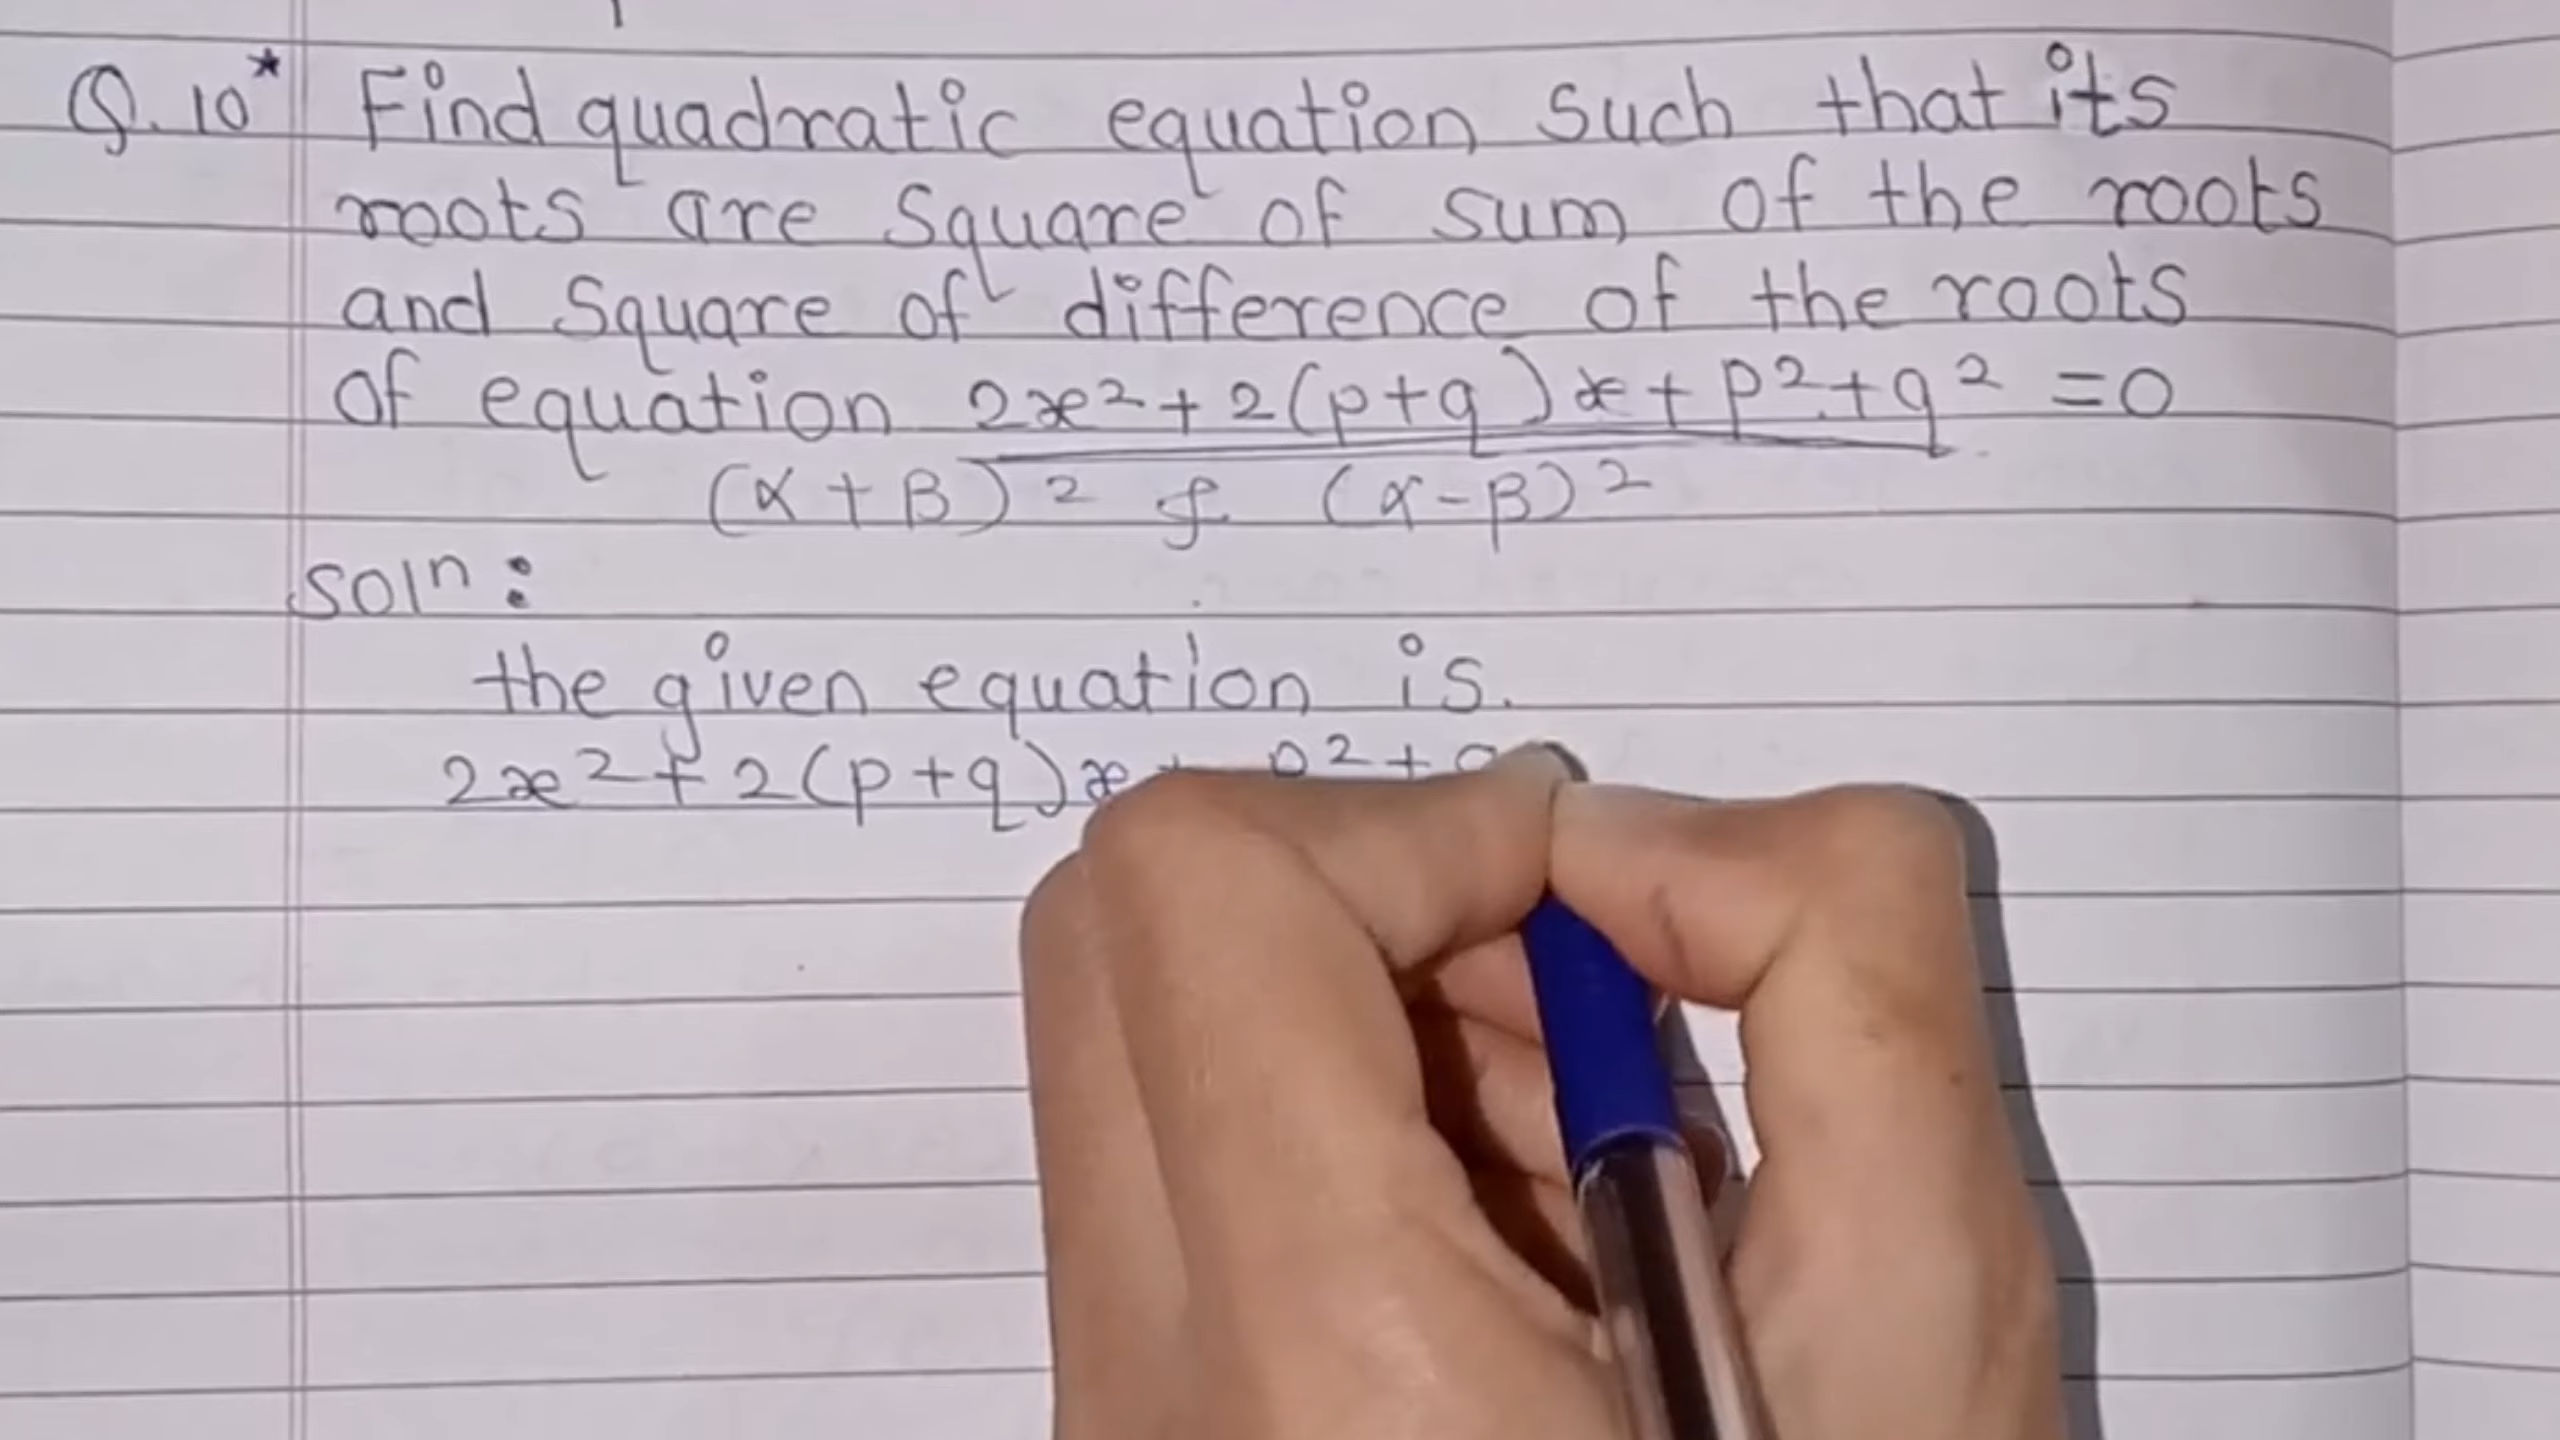 Q.10* Find quadratic equation such that its
roots are square of sum of the roots
and square of difference of the roots
of equation 2x² + 2(p+q)x + p² + q² = 0
(α + β)² & (α - β)²
Soln :
the given equation is.
2x² + 2(p+q)x + p² +